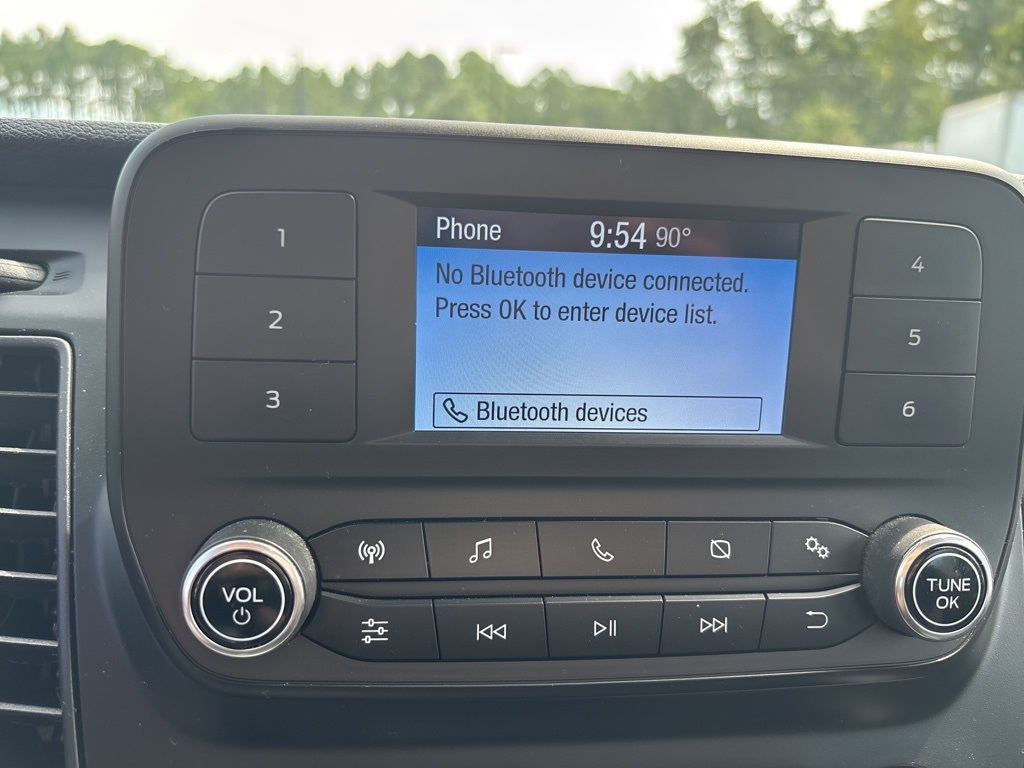 1
2
3
Phone 9:54 90°
No Bluetooth device connected.
Press OK to enter device list.
Bluetooth devices
4
5
6
VOL
TUNE
OK